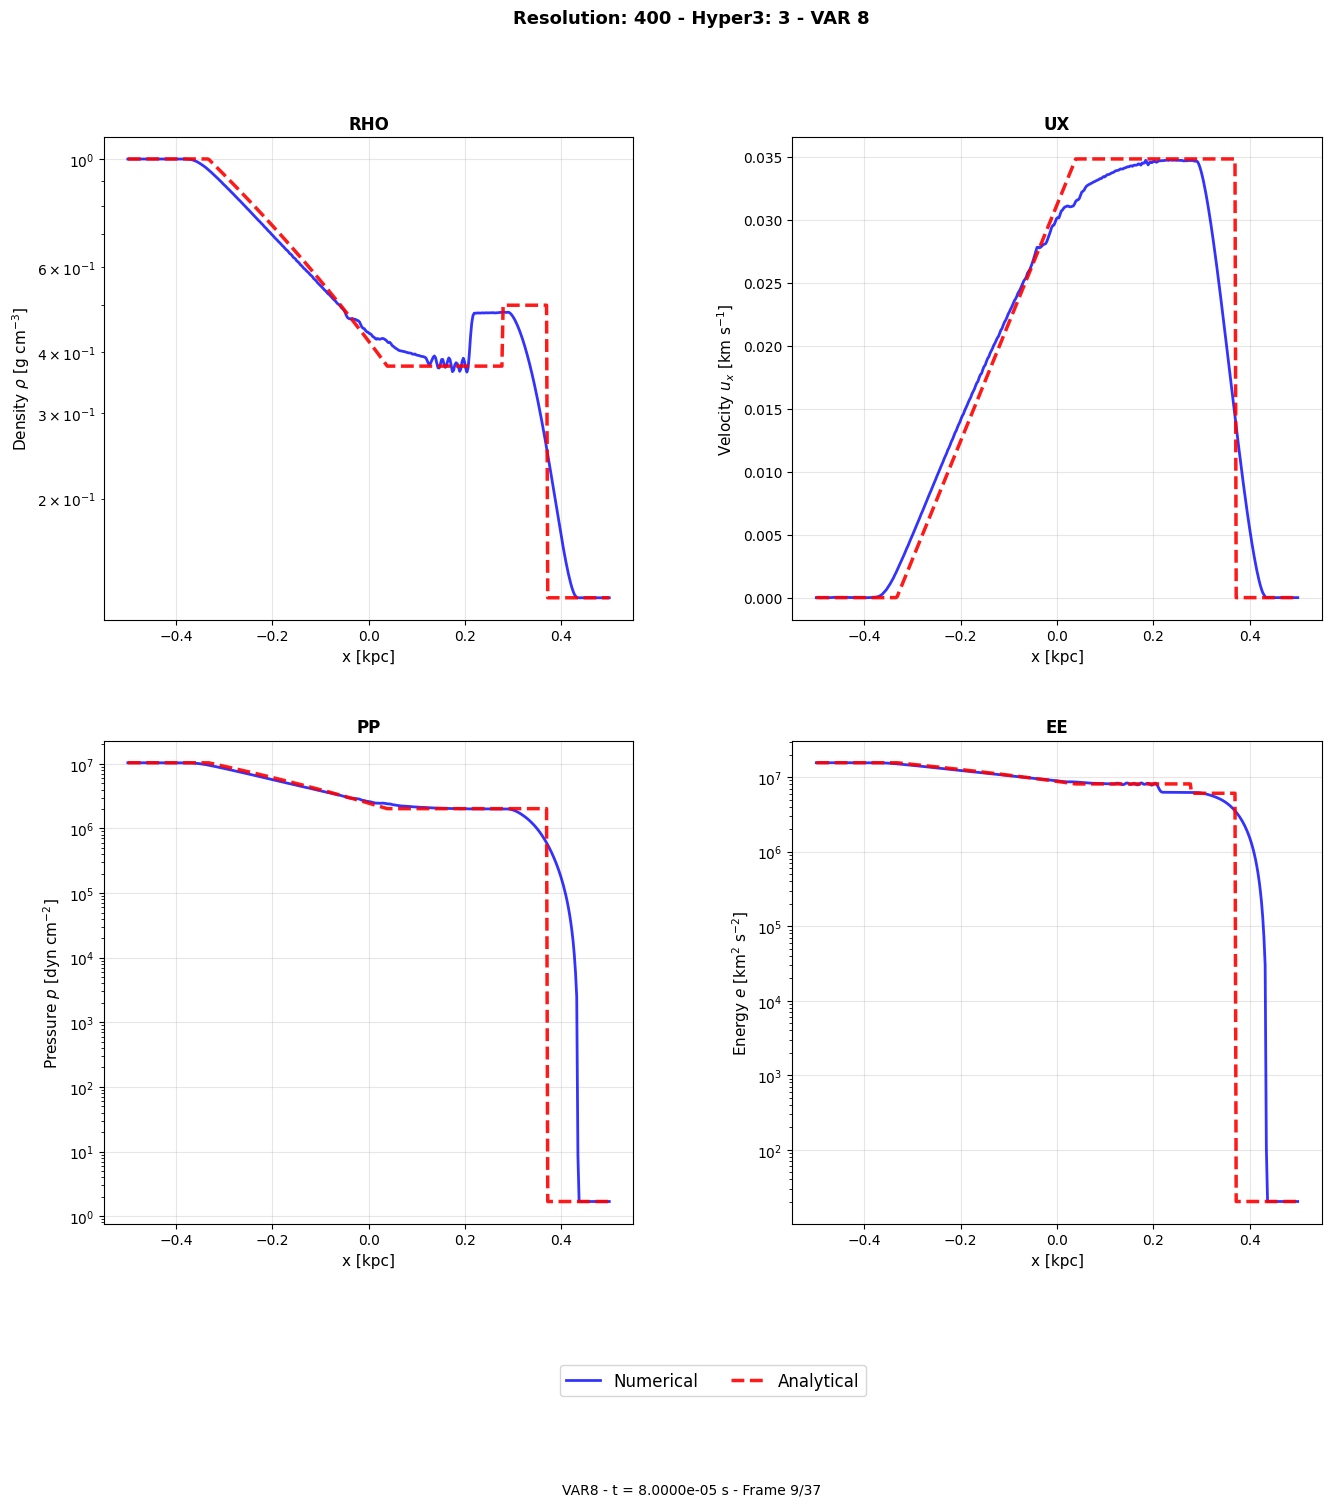 Resolution: 400 - Hyper3: 3 - VAR 8
RHO
10⁰
6 × 10⁻¹
4 × 10⁻¹
3 × 10⁻¹
2 × 10⁻¹
Density ρ [g cm⁻³]
−0.4 −0.2 0.0 0.2 0.4
x [kpc]
UX
0.035
0.030
0.025
0.020
0.015
0.010
0.005
0.000
Velocity uₓ [km s⁻¹]
−0.4 −0.2 0.0 0.2 0.4
x [kpc]
PP
10⁷
10⁶
10⁵
10⁴
10³
10²
10¹
10⁰
Pressure p [dyn cm⁻²]
−0.4 −0.2 0.0 0.2 0.4
x [kpc]
EE
10⁷
10⁶
10⁵
10⁴
10³
10²
Energy e [km² s⁻²]
−0.4 −0.2 0.0 0.2 0.4
x [kpc]
Numerical Analytical
VAR8 - t = 8.0000e-05 s - Frame 9/37